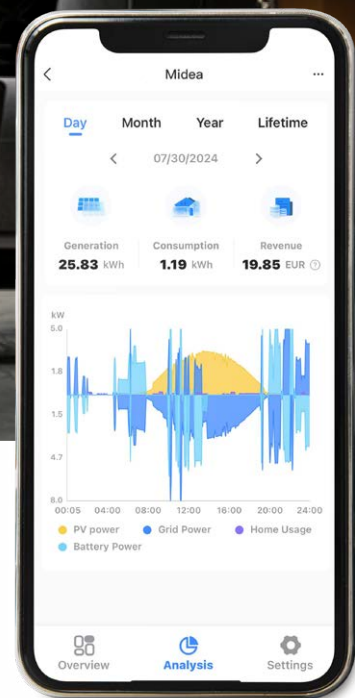 Midea
Day Month Year Lifetime
07/30/2024
Generation Consumption Revenue
25.83 kWh 1.19 kWh 19.85 EUR ?
kW
5.0
1.8
1.5
4.7
8.0
00:05 04:00 08:00 12:00 16:00 20:00 24:00
PV power Grid Power Home Usage
Battery Power
Overview Analysis Settings